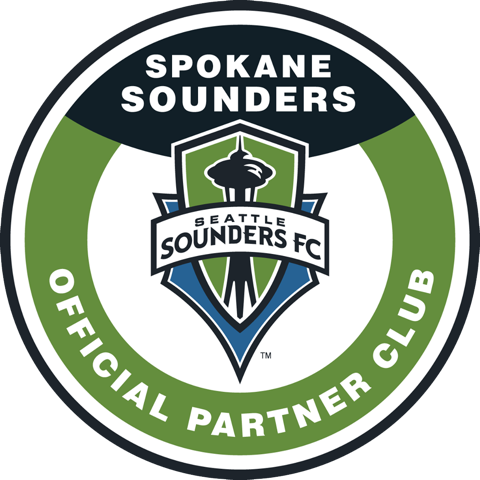 SPOKANE
SOUNDERS
SEATTLE
SOUNDERS FC
TM
OFFICIAL PARTNER CLUB